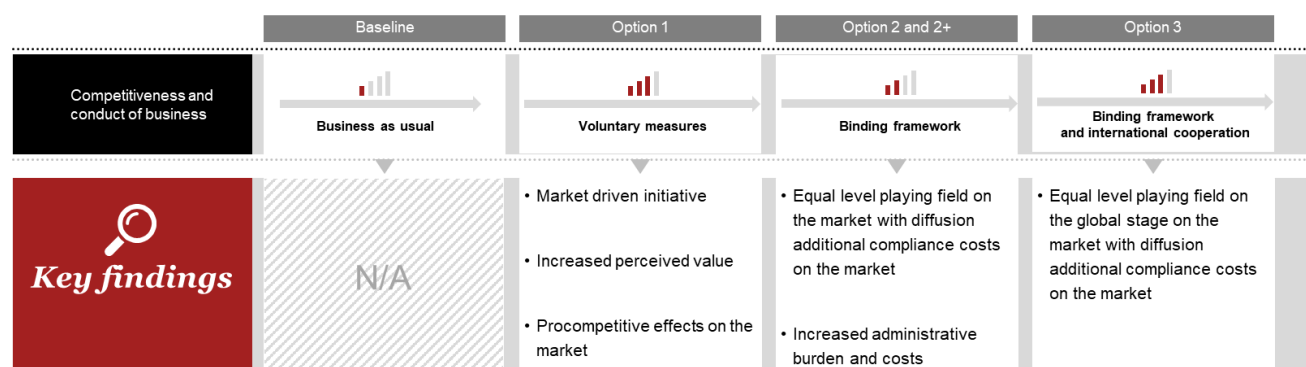 Baseline
Option 1
Option 2 and 2+
Option 3
Competitiveness and
conduct of business
Business as usual
Voluntary measures
Binding framework
Binding framework
and international cooperation
Key findings
N/A
• Market driven initiative
• Increased perceived value
• Procompetitive effects on the
market
• Equal level playing field on
the market with diffusion
additional compliance costs
on the market
• Increased administrative
burden and costs
• Equal level playing field on
the global stage on the
market with diffusion
additional compliance costs
on the market